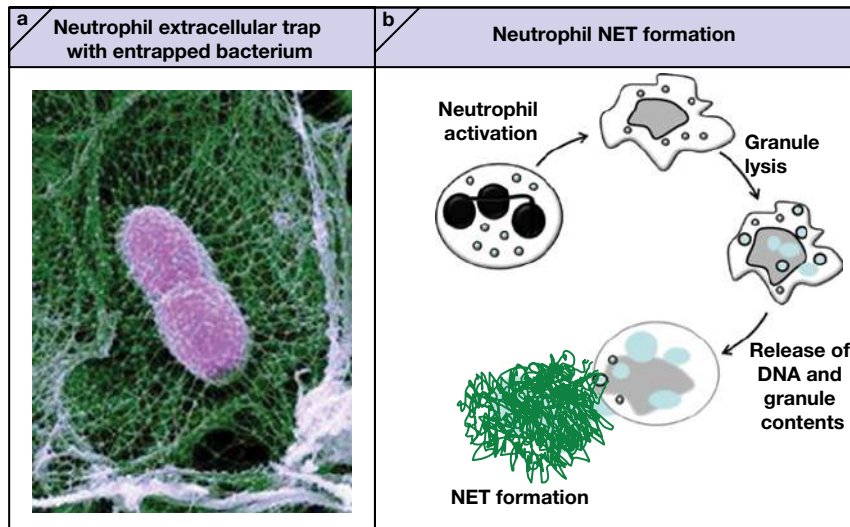 a
Neutrophil extracellular trap
with entrapped bacterium
b
Neutrophil NET formation
Neutrophil
activation
Granule
lysis
Release of
DNA and
granule
contents
NET formation